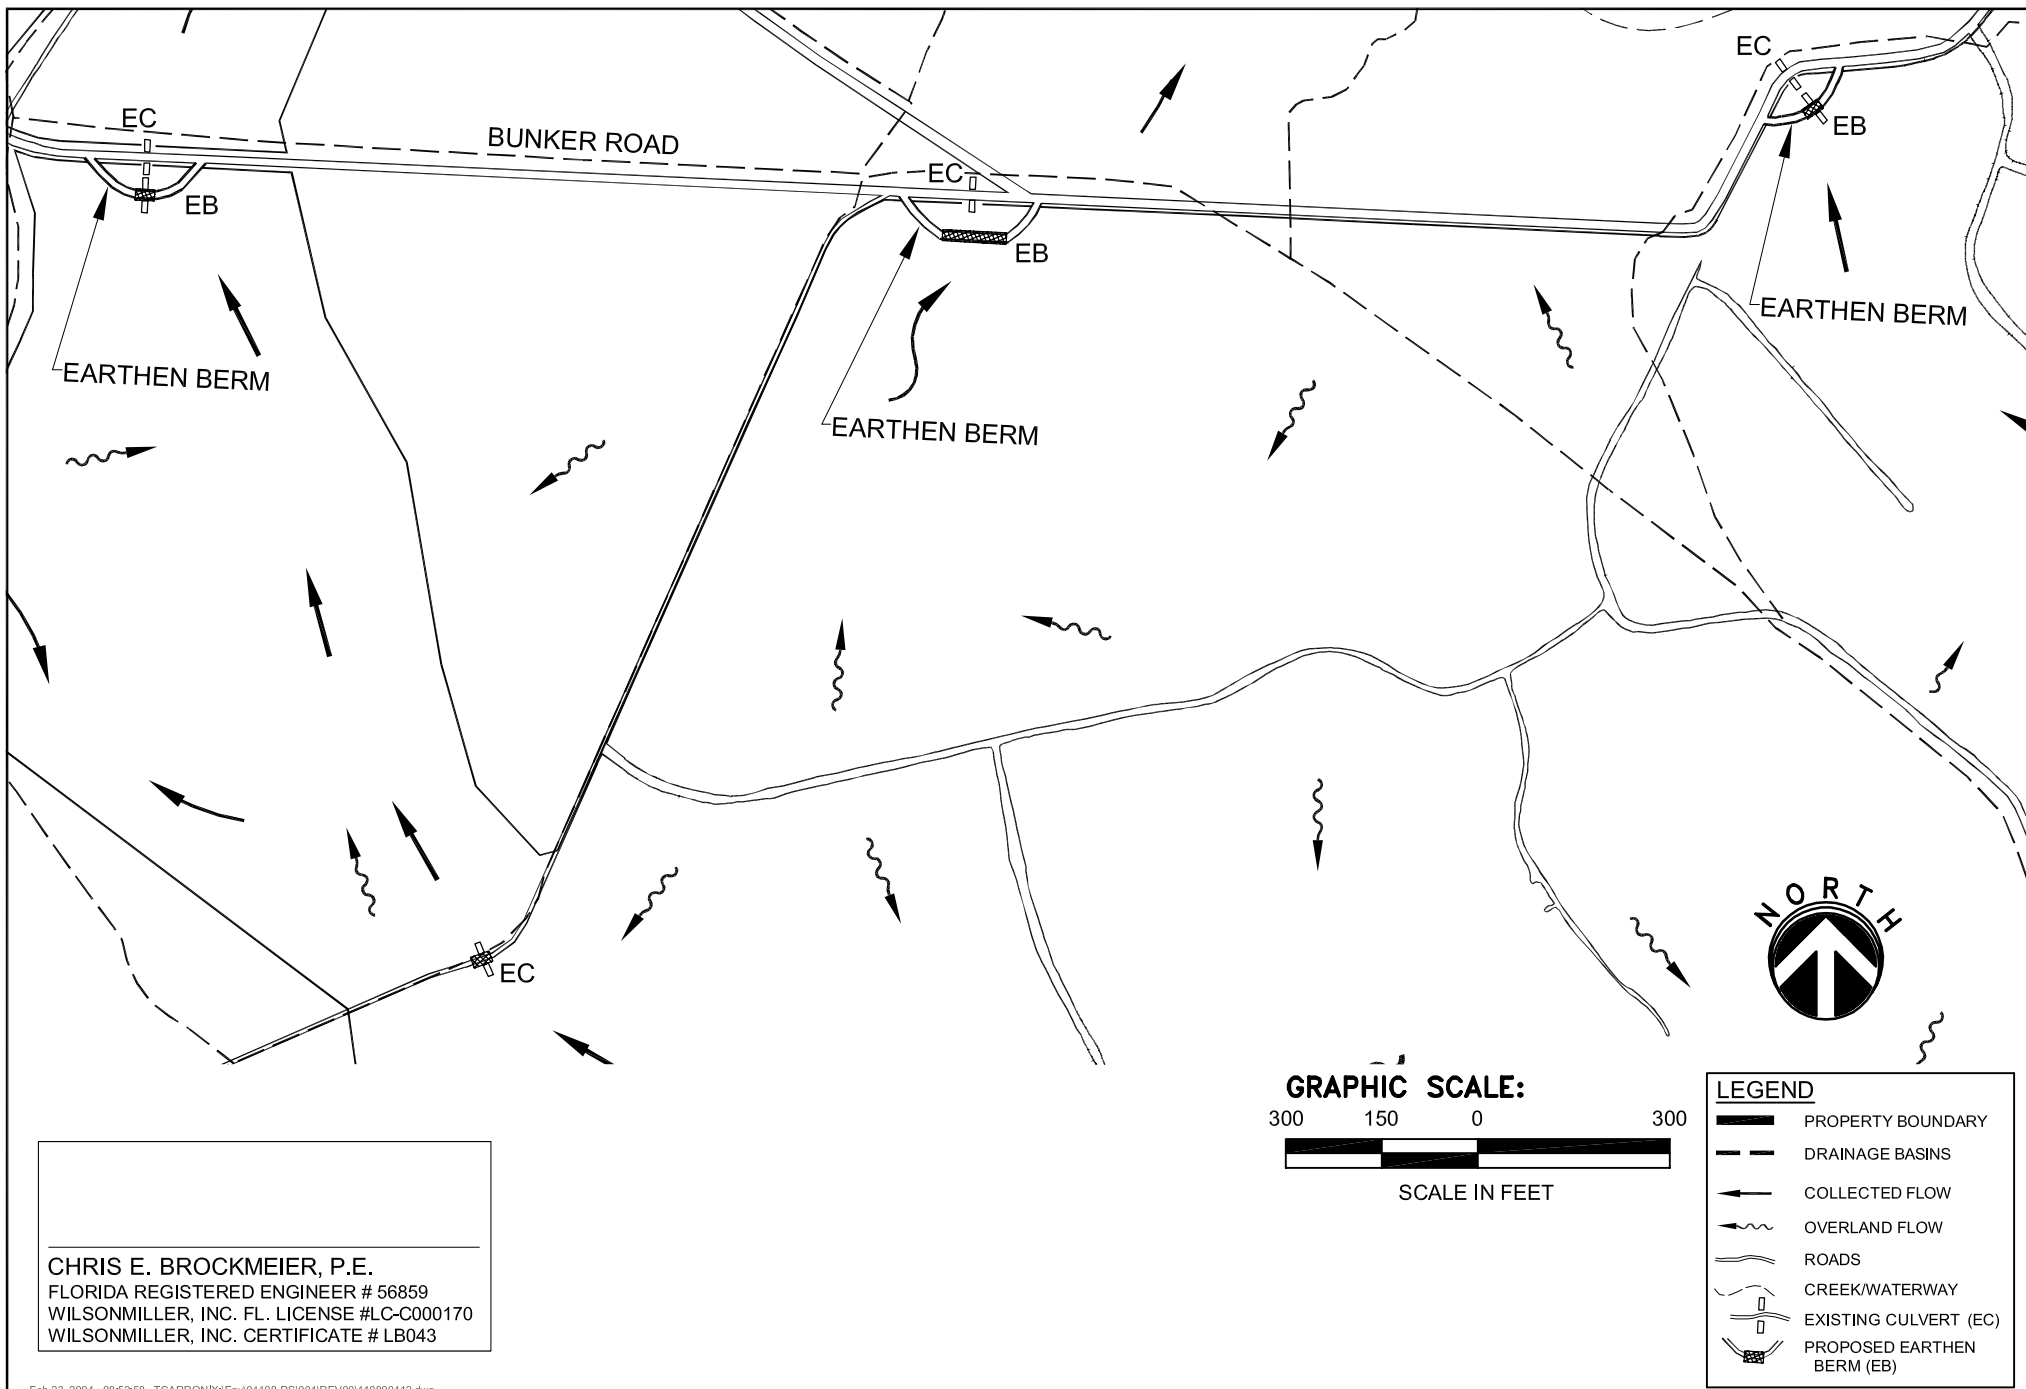 EC
BUNKER ROAD
EC
EC
EB
EB
EB
EARTHEN BERM
EARTHEN BERM
EARTHEN BERM
EC
NORTH
GRAPHIC SCALE:
300 150 0 300
SCALE IN FEET
LEGEND
PROPERTY BOUNDARY
DRAINAGE BASINS
COLLECTED FLOW
OVERLAND FLOW
ROADS
CREEK/WATERWAY
EXISTING CULVERT (EC)
PROPOSED EARTHEN
BERM (EB)
CHRIS E. BROCKMEIER, P.E.
FLORIDA REGISTERED ENGINEER # 56859
WILSONMILLER, INC. FL. LICENSE #LC-C000170
WILSONMILLER, INC. CERTIFICATE # LB043